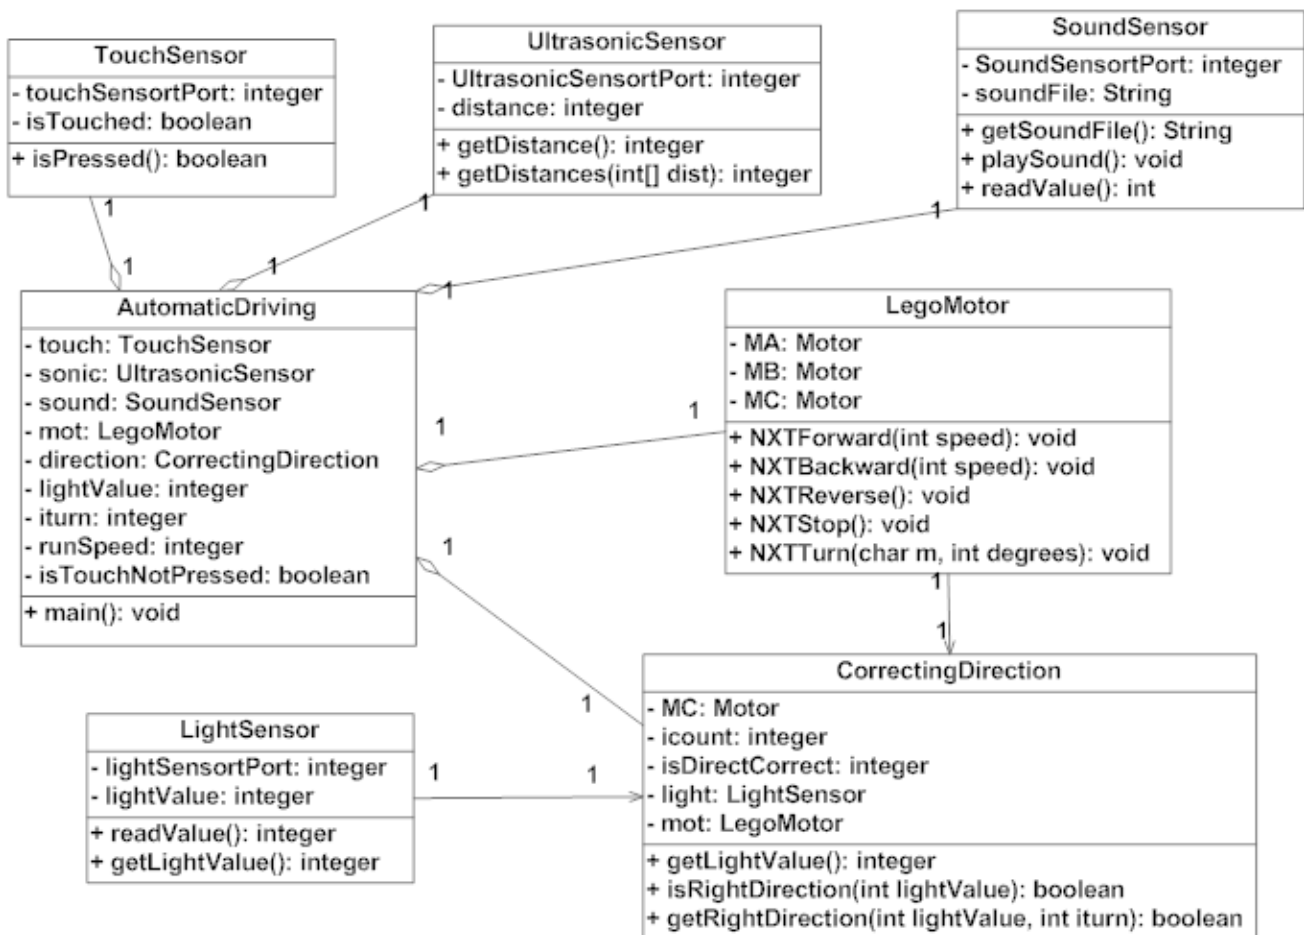 TouchSensor
- touchSensortPort: integer
- isTouched: boolean
+ isPressed(): boolean
1
1
UltrasonicSensor
- UltrasonicSensortPort: integer
- distance: integer
+ getDistance(): integer
+ getDistances(int[] dist): integer
1
1
SoundSensor
- SoundSensortPort: integer
- soundFile: String
+ getSoundFile(): String
+ playSound(): void
+ readValue(): int
1
1
AutomaticDriving
- touch: TouchSensor
- sonic: UltrasonicSensor
- sound: SoundSensor
- mot: LegoMotor
- direction: CorrectingDirection
- lightValue: integer
- iturn: integer
- runSpeed: integer
- isTouchNotPressed: boolean
+ main(): void
1
1
LegoMotor
- MA: Motor
- MB: Motor
- MC: Motor
+ NXTForward(int speed): void
+ NXTBackward(int speed): void
+ NXTReverse(): void
+ NXTStop(): void
+ NXTTurn(char m, int degrees): void
1
1
1
1
LightSensor
- lightSensortPort: integer
- lightValue: integer
+ readValue(): integer
+ getLightValue(): integer
1
1
CorrectingDirection
- MC: Motor
- icount: integer
- isDirectCorrect: integer
- light: LightSensor
- mot: LegoMotor
+ getLightValue(): integer
+ isRightDirection(int lightValue): boolean
+ getRightDirection(int lightValue, int iturn): boolean